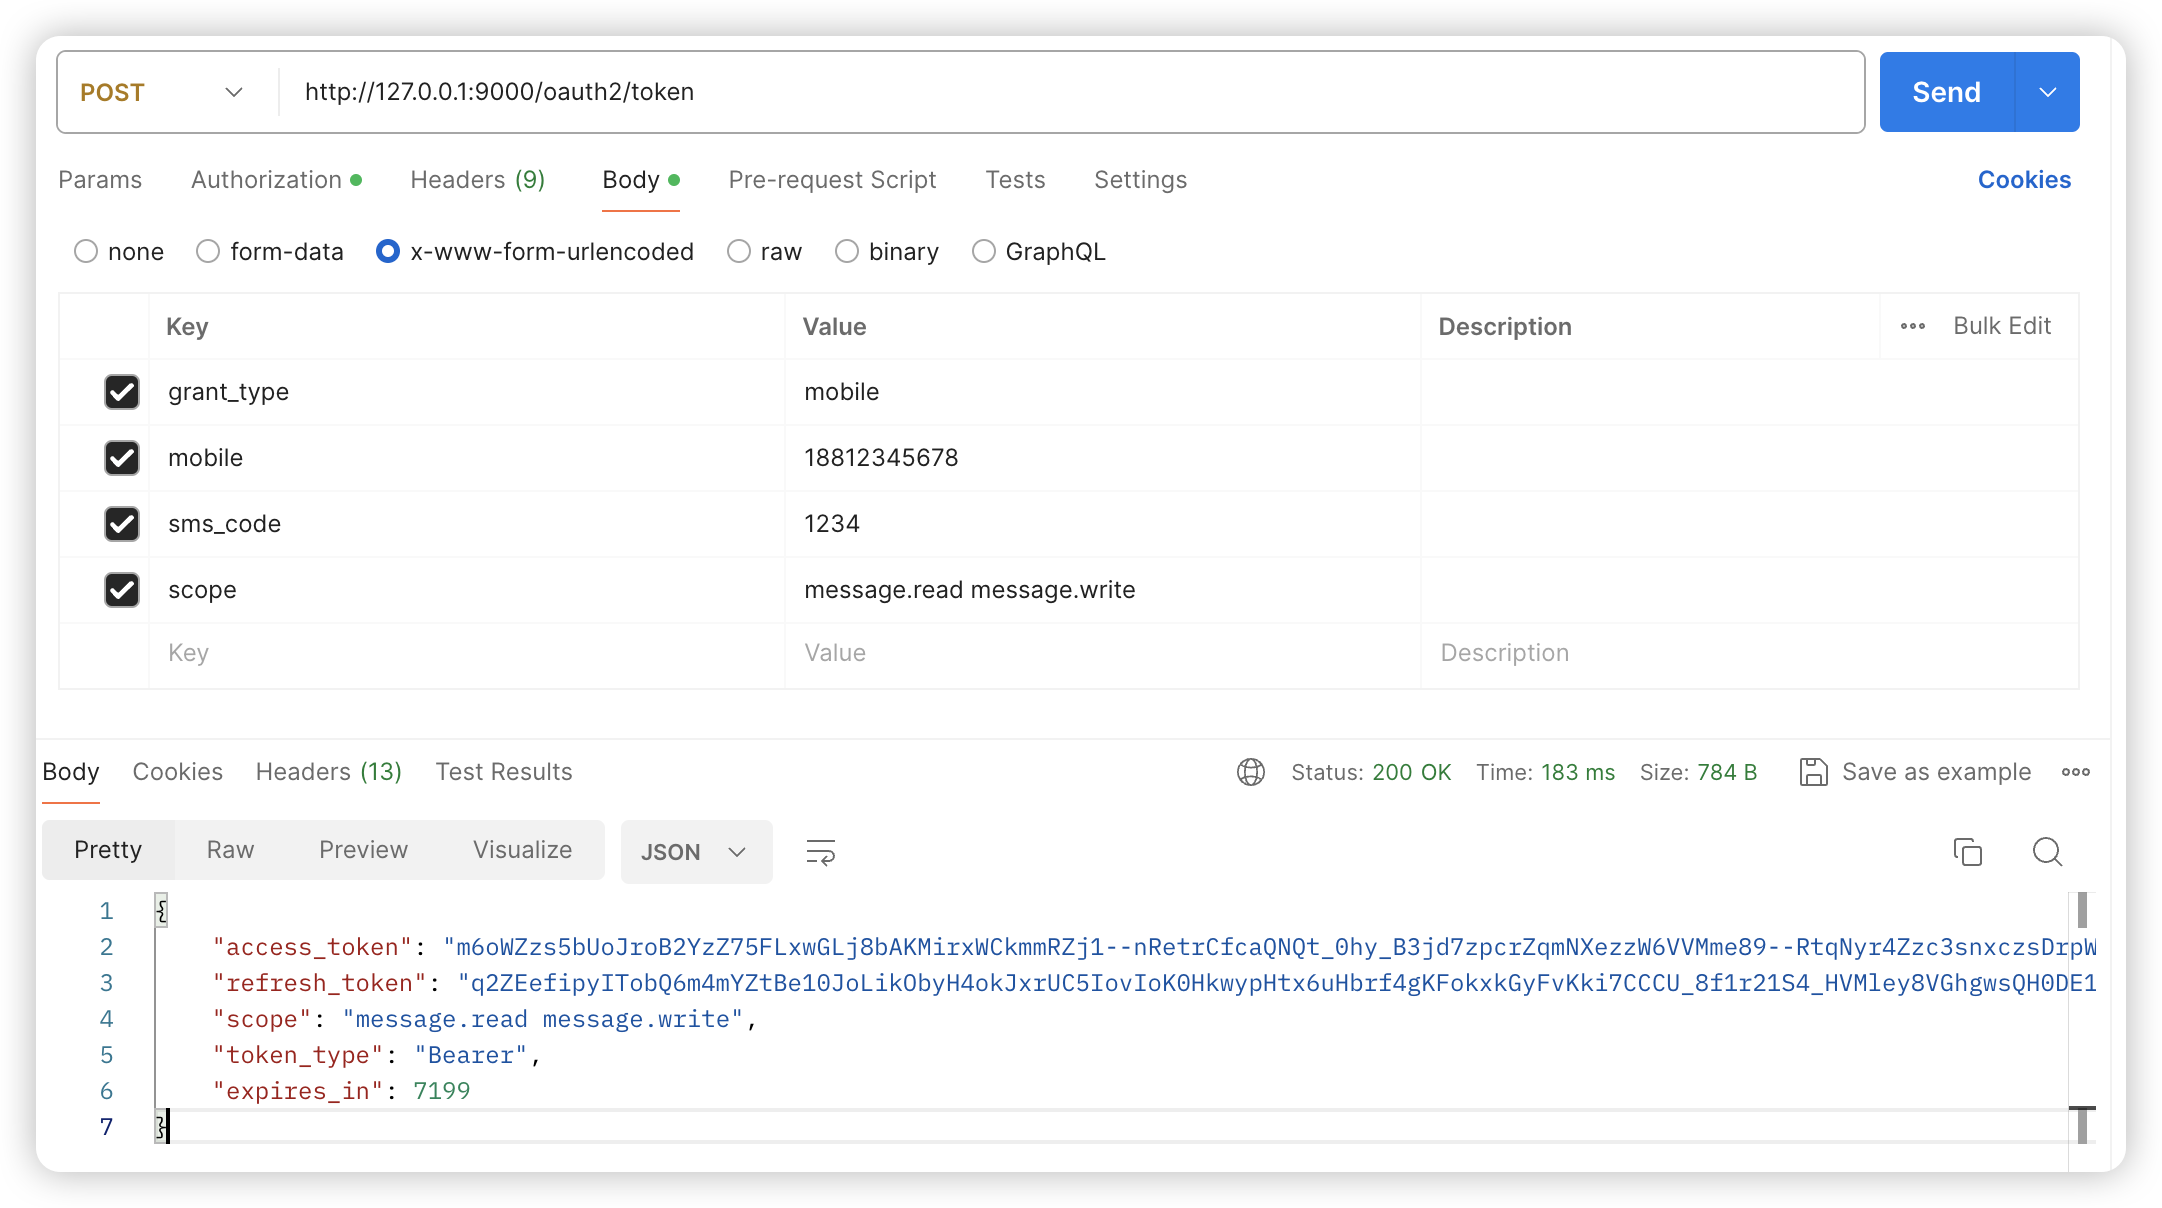 POST http://127.0.0.1:9000/oauth2/token Send
Params Authorization Headers (9) Body Pre-request Script Tests Settings Cookies
none form-data x-www-form-urlencoded raw binary GraphQL
Key Value Description Bulk Edit
grant_type mobile
mobile 18812345678
sms_code 1234
scope message.read message.write
Key Value Description
Body Cookies Headers (13) Test Results Status: 200 OK Time: 183 ms Size: 784 B Save as example
Pretty Raw Preview Visualize JSON
1 {
2 "access_token": "m6oWZzs5bUoJroB2YzZ75FLxwGLj8bAKMirxWCkmmRZj1--nRetrCfcaQNQt_0hy_B3jd7zpcrZqmNXezzW6VVMme89--RtqNyr4Zzc3snxczsDrpW
3 "refresh_token": "q2ZEefipyITobQ6m4mYZtBe10JoLikObyH4okJxrUC5IovIoK0HkwypHtx6uHbrf4gKFokxkGyFvKki7CCCU_8f1r21S4_HVMley8VGhgwsQH0DE1
4 "scope": "message.read message.write",
5 "token_type": "Bearer",
6 "expires_in": 7199
7 }